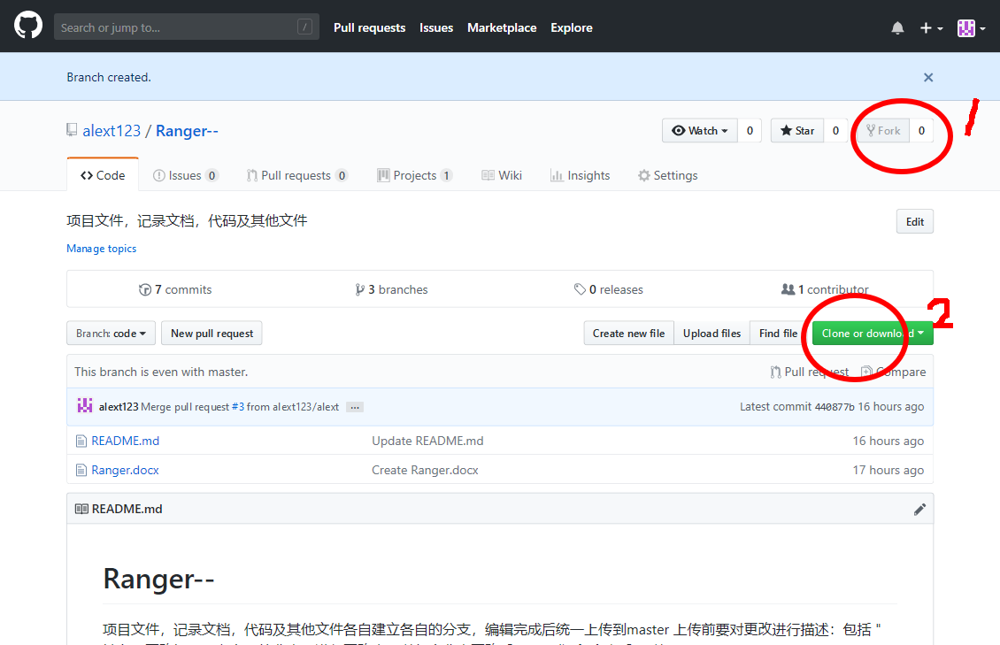 Search or jump to... /
Pull requests Issues Marketplace Explore
Branch created.
alext123 / Ranger--
Watch 0 Star 0 Fork 0
1
Code Issues 0 Pull requests 0 Projects 1 Wiki Insights Settings
项目文件，记录文档，代码及其他文件
Edit
Manage topics
7 commits 3 branches 0 releases 1 contributor
2
Branch: code New pull request Create new file Upload files Find file Clone or download
This branch is even with master. Pull request Compare
alext123 Merge pull request #3 from alext123/alext ... Latest commit 440877b 16 hours ago
README.md Update README.md 16 hours ago
Ranger.docx Create Ranger.docx 17 hours ago
README.md
Ranger--
项目文件，记录文档，代码及其他文件各自建立各自的分支，编辑完成后统一上传到master 上传前要对更改进行描述：包括 "